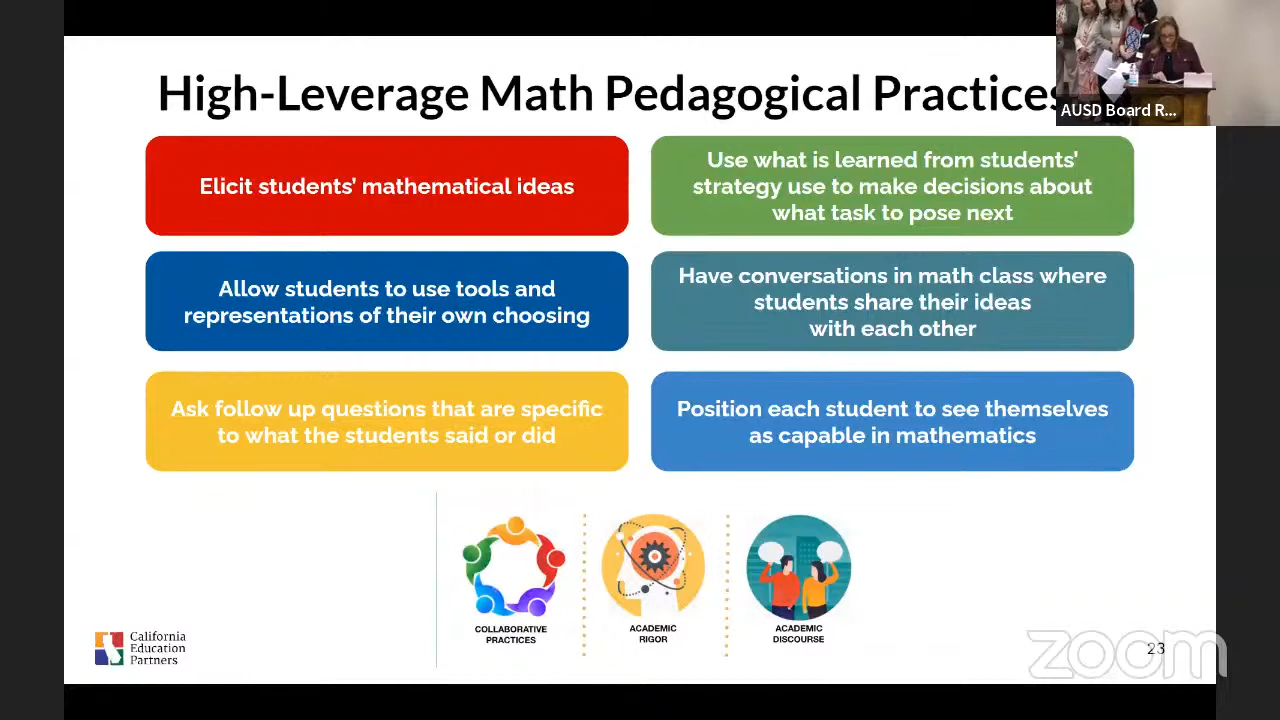 High-Leverage Math Pedagogical Practices
AUSD Board R...
Elicit students' mathematical ideas
Use what is learned from students'
strategy use to make decisions about
what task to pose next
Allow students to use tools and
representations of their own choosing
Have conversations in math class where
students share their ideas
with each other
Ask follow up questions that are specific
to what the students said or did
Position each student to see themselves
as capable in mathematics
COLLABORATIVE
PRACTICES
ACADEMIC
RIGOR
ACADEMIC
DISCOURSE
California
Education
Partners
zoom
23